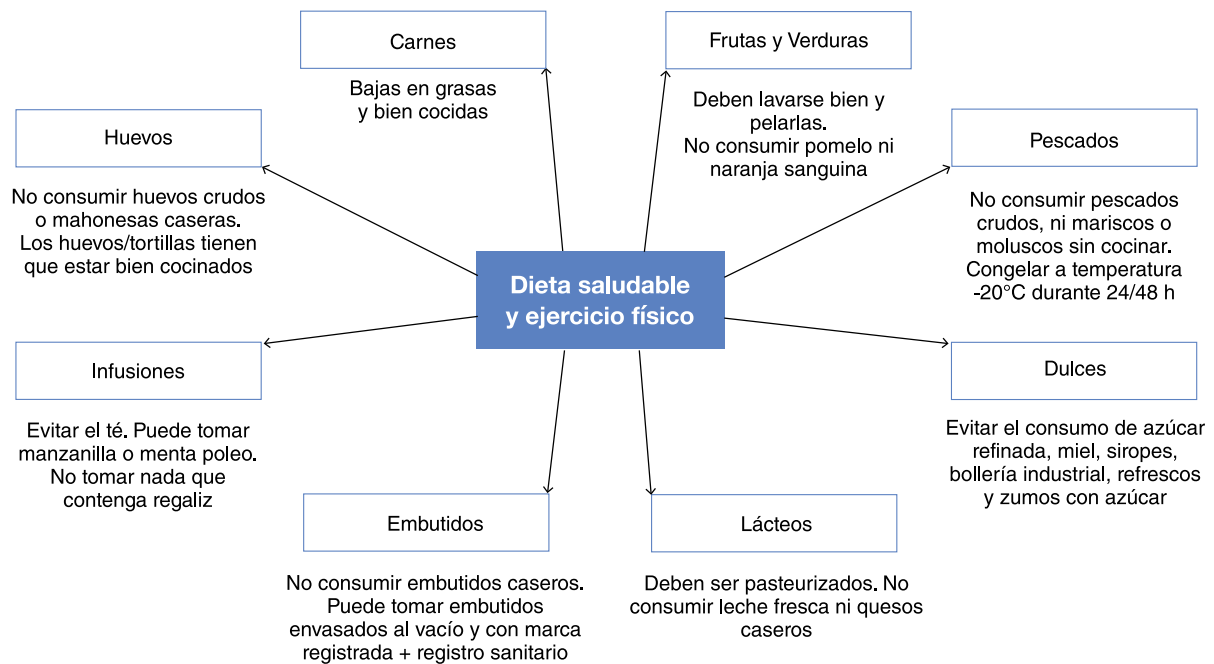 Carnes
Bajas en grasas
y bien cocidas
Frutas y Verduras
Deben lavarse bien y
pelarlas.
No consumir pomelo ni
naranja sanguina
Huevos
No consumir huevos crudos
o mahonesas caseras.
Los huevos/tortillas tienen
que estar bien cocinados
Pescados
No consumir pescados
crudos, ni mariscos o
moluscos sin cocinar.
Congelar a temperatura
-20°C durante 24/48 h
Dieta saludable
y ejercicio físico
Infusiones
Evitar el té. Puede tomar
manzanilla o menta poleo.
No tomar nada que
contenga regaliz
Dulces
Evitar el consumo de azúcar
refinada, miel, siropes,
bollería industrial, refrescos
y zumos con azúcar
Embutidos
No consumir embutidos caseros.
Puede tomar embutidos
envasados al vacío y con marca
registrada + registro sanitario
Lácteos
Deben ser pasteurizados. No
consumir leche fresca ni quesos
caseros